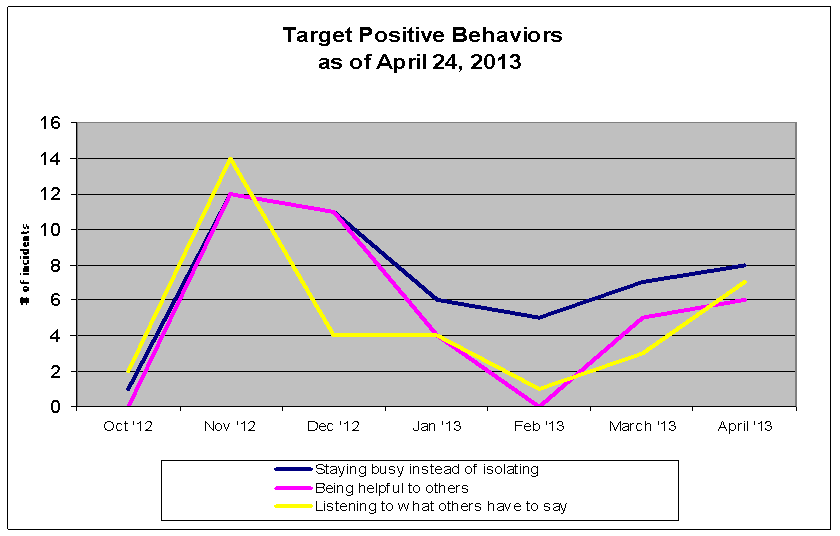 Target Positive Behaviors
as of April 24, 2013
16
14
12
10
8
6
4
2
0
# of incidents
Oct '12 Nov '12 Dec '12 Jan '13 Feb '13 March '13 April '13
Staying busy instead of isolating
Being helpful to others
Listening to what others have to say